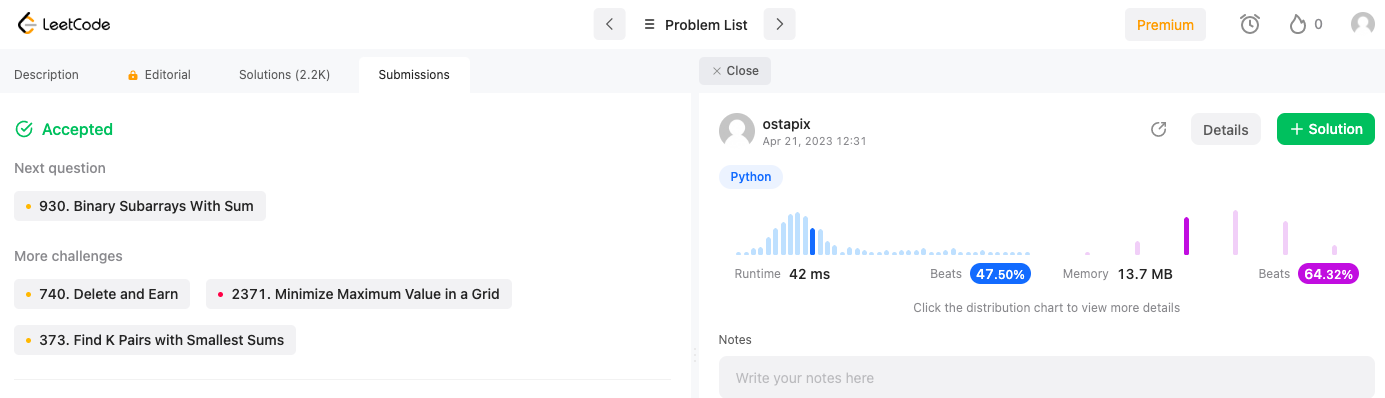 LeetCode
Problem List
Premium
0
Description
Editorial
Solutions (2.2K)
Submissions
Close
Accepted
Next question
930. Binary Subarrays With Sum
More challenges
740. Delete and Earn
2371. Minimize Maximum Value in a Grid
373. Find K Pairs with Smallest Sums
ostapix
Apr 21, 2023 12:31
Details
+ Solution
Python
Runtime 42 ms
Beats 47.50%
Memory 13.7 MB
Beats 64.32%
Click the distribution chart to view more details
Notes
Write your notes here